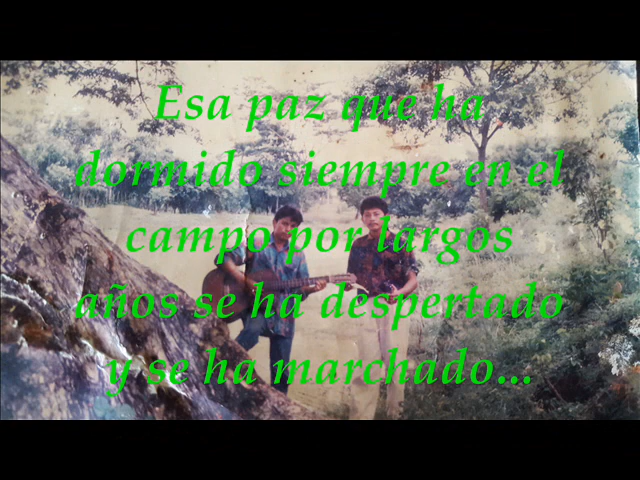 Esa paz que ha
dormido siempre en el
campo por largos
años se ha despertado
y se ha marchado...